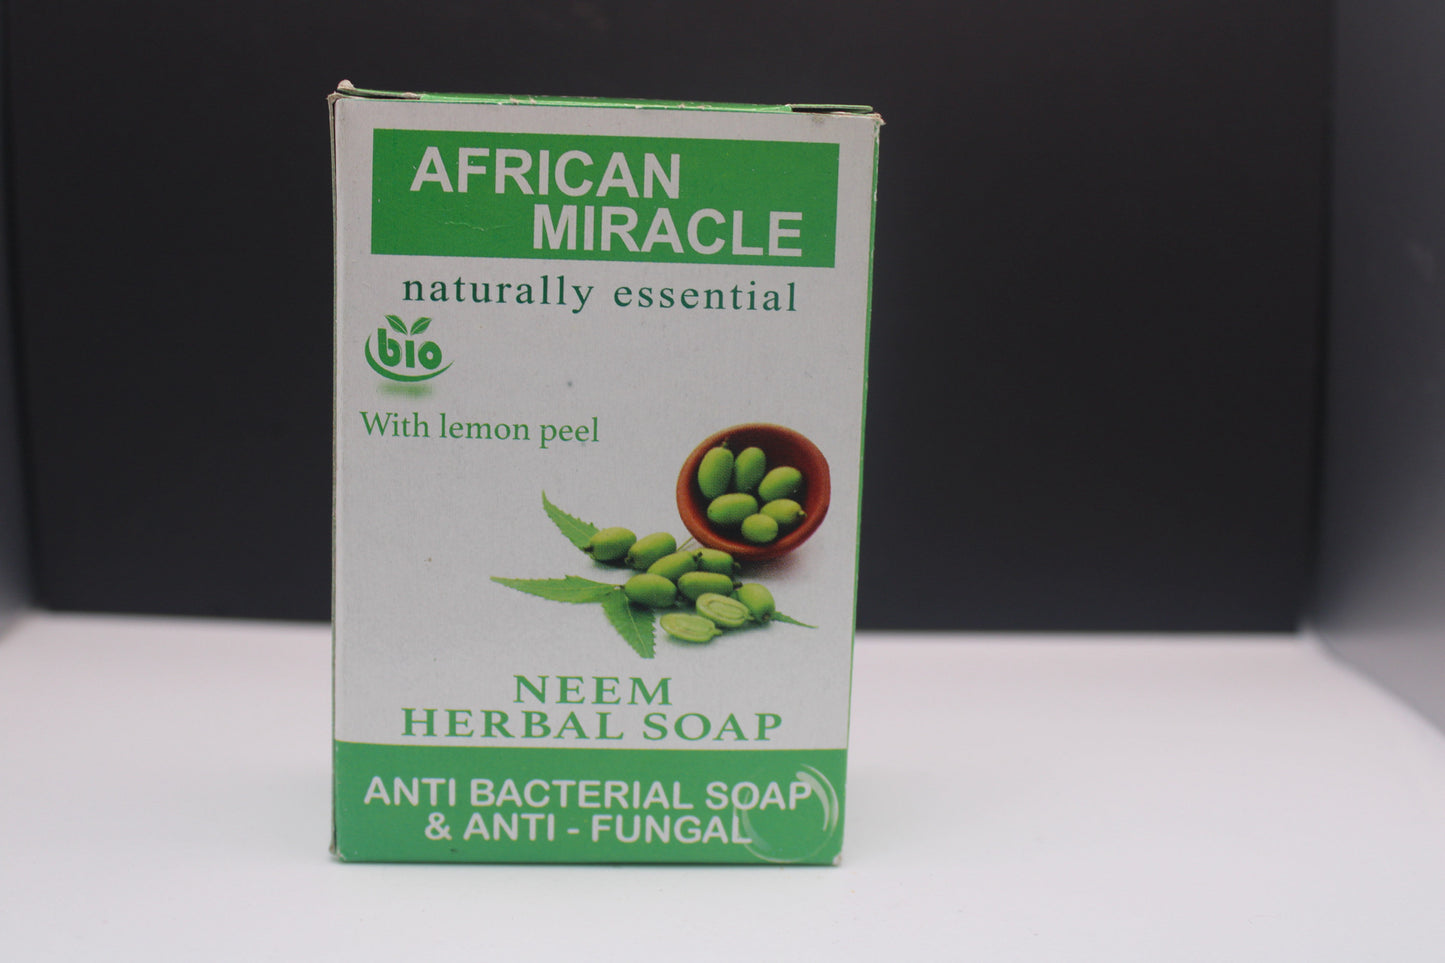 AFRICAN
MIRACLE
naturally essential
bio
With lemon peel
NEEM
HERBAL SOAP
ANTI BACTERIAL SOAP
& ANTI - FUNGAL